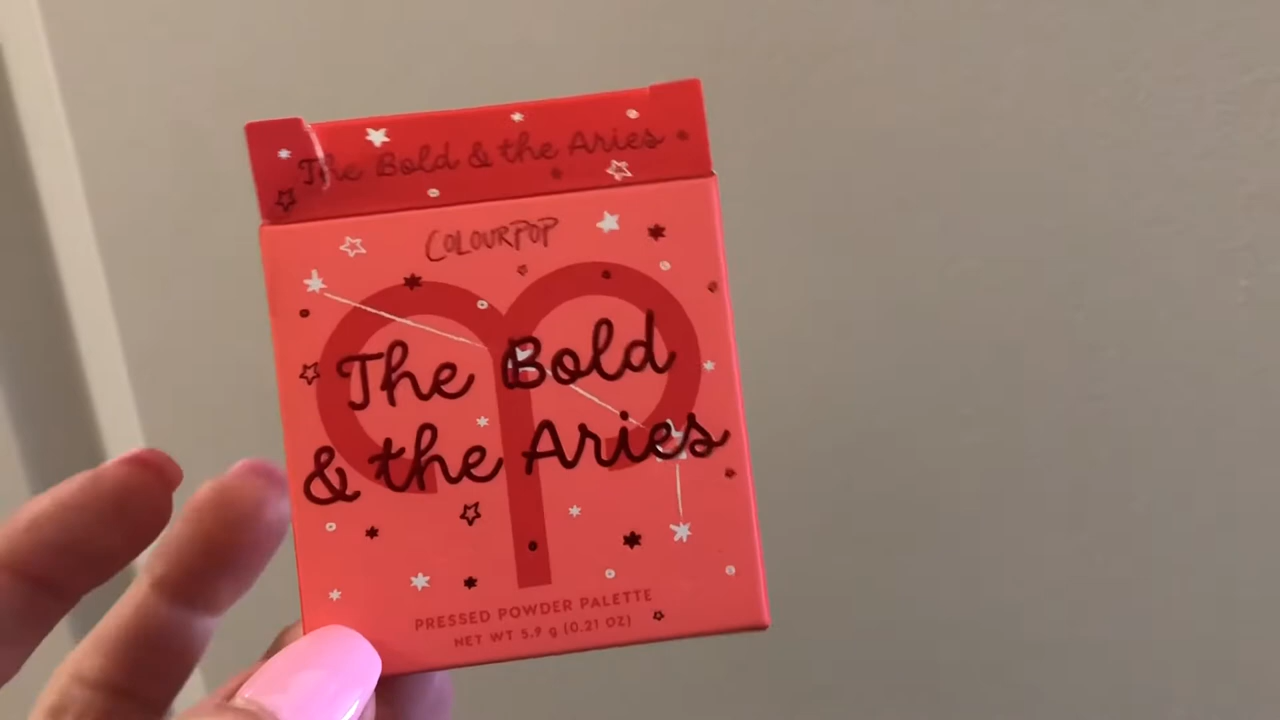 The Bold & the Aries
COLOURPOP
The Bold
& the Aries
PRESSED POWDER PALETTE
NET WT 5.9 g (0.21 OZ)